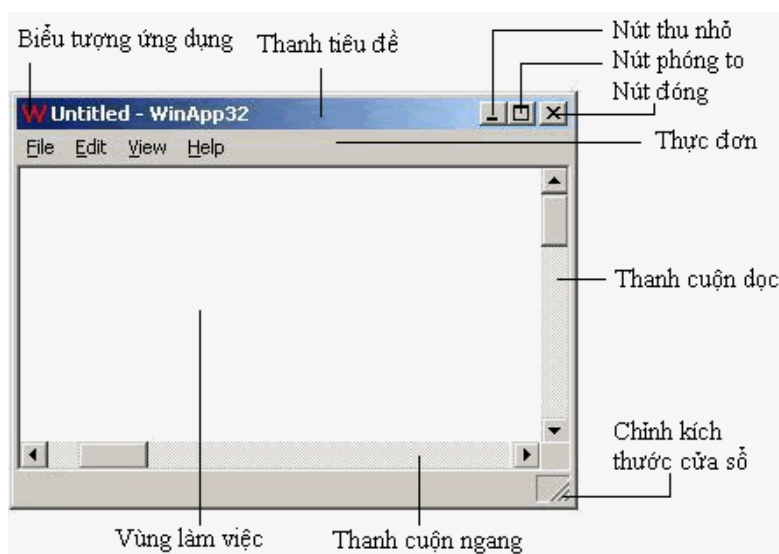 Biểu tượng ứng dụng
Thanh tiêu đề
Nút thu nhỏ
Nút phóng to
Nút đóng
W Untitled - WinApp32
File Edit View Help
Thực đơn
Thanh cuộn dọc
Chỉnh kích
thước cửa sổ
Vùng làm việc
Thanh cuộn ngang